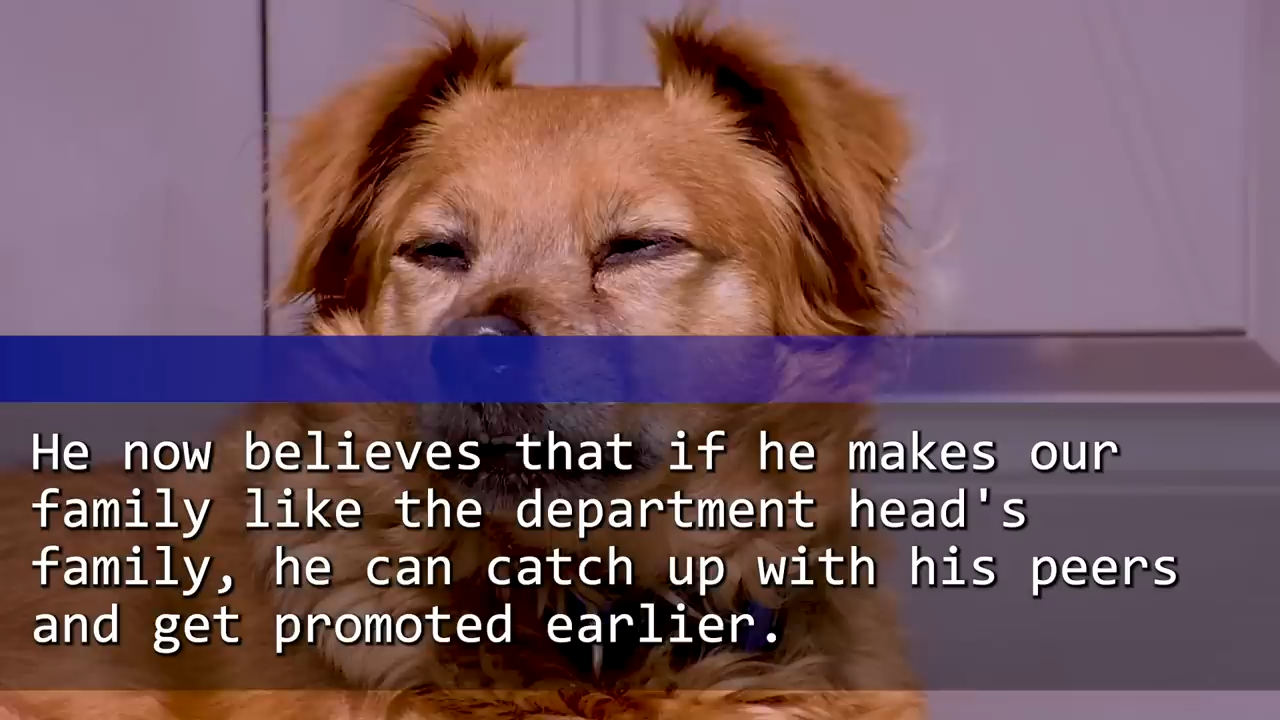 He now believes that if he makes our
family like the department head's
family, he can catch up with his peers
and get promoted earlier.